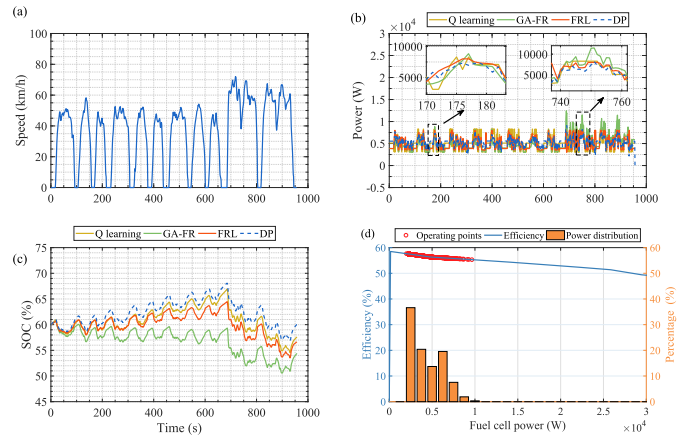 (a)
Speed (km/h)
100
80
60
40
20
0
0 200 400 600 800 1000
(b)
Q learning GA-FR FRL DP
×10⁴
Power (W)
3
2.5
2
1.5
1
0.5
0
0.5
0 200 400 600 800 1000
10000
5000
170 176 182
10000
5000
740 750 760
(c)
Q learning GA-FR FRL DP
SOC (%)
75
70
65
60
55
50
45
0 200 400 600 800 1000
Time (s)
(d)
Operating points Efficiency Power distribution
Efficiency (%)
60
50
40
30
20
10
0
Percentage (%)
60
50
40
30
20
10
0
0 0.5 1 1.5 2 2.5 3
Fuel cell power (W)
×10⁴